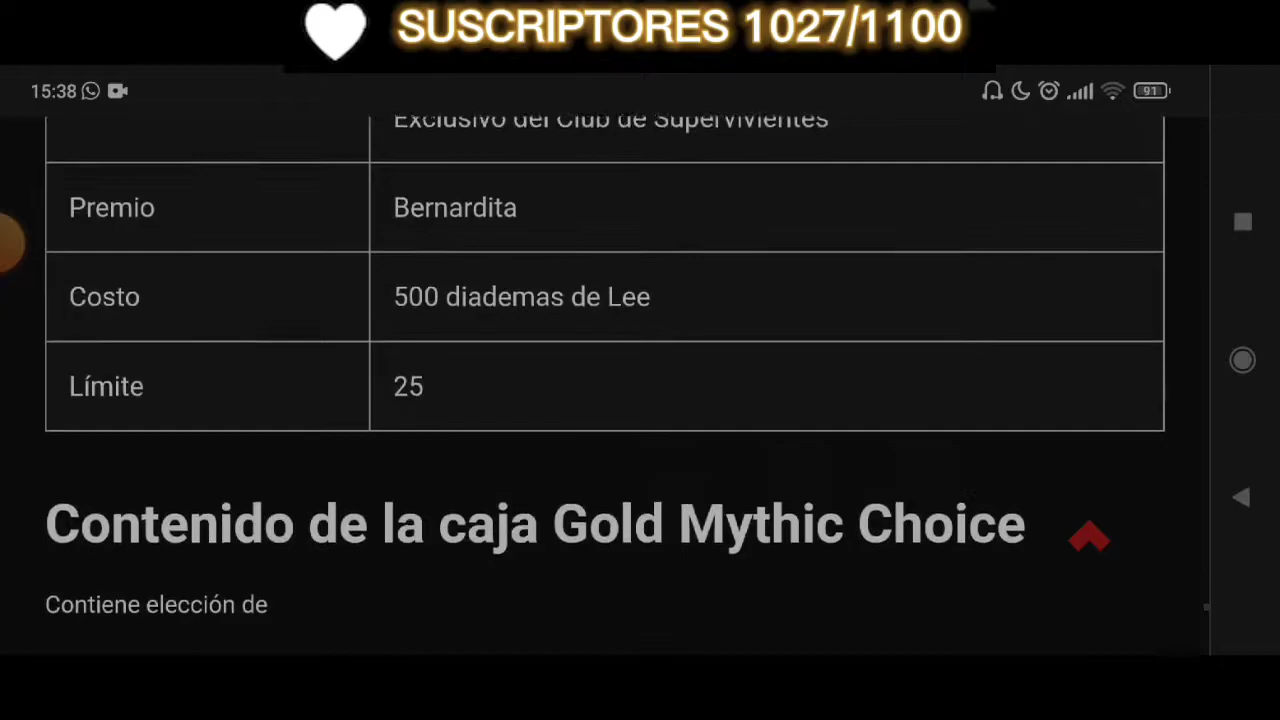 SUSCRIPTORES 1027/1100
15:38
91
Exclusivo del Club de Supervivientes
Premio
Bernardita
Costo
500 diademas de Lee
Límite
25
Contenido de la caja Gold Mythic Choice
Contiene elección de